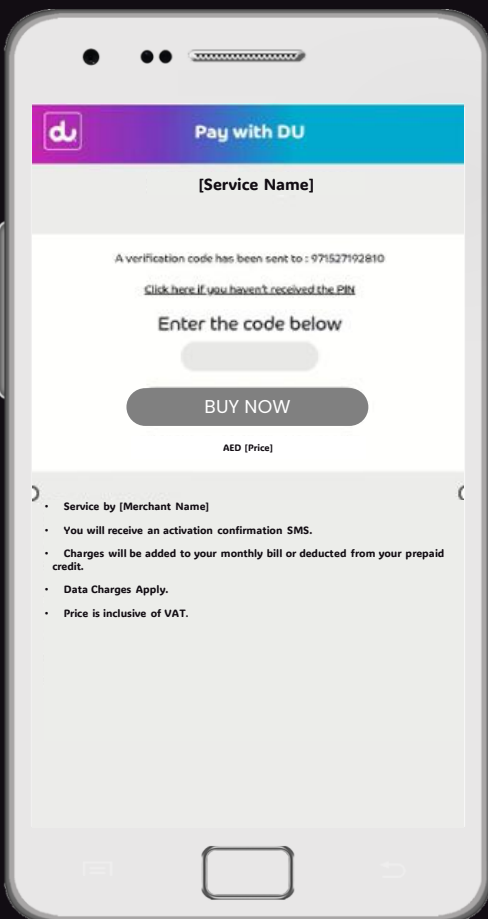 du
Pay with DU
[Service Name]
A verification code has been sent to : 971527192810
Click here if you haven't received the PIN
Enter the code below
BUY NOW
AED [Price]
• Service by [Merchant Name]
• You will receive an activation confirmation SMS.
• Charges will be added to your monthly bill or deducted from your prepaid
credit.
• Data Charges Apply.
• Price is inclusive of VAT.